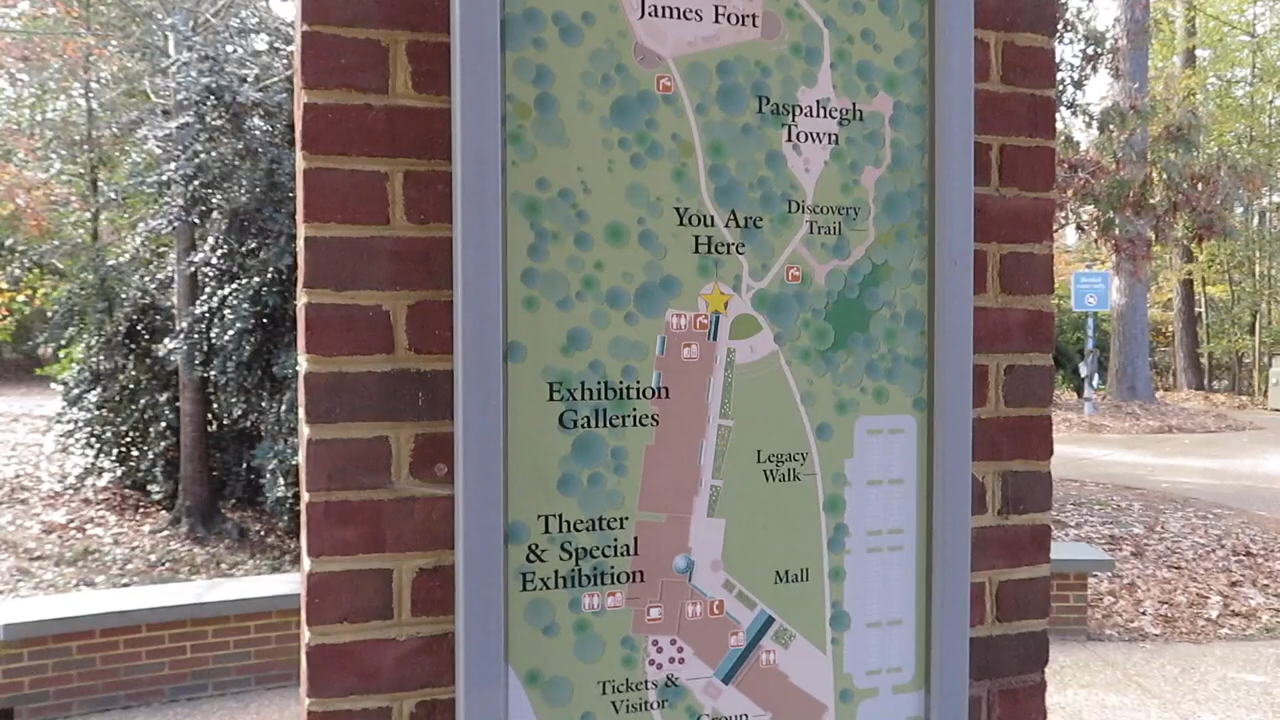 James Fort
Paspahegh
Town
Discovery
Trail
You Are
Here
Exhibition
Galleries
Legacy
Walk
Theater
& Special
Exhibition
Mall
Tickets &
Visitor
Group